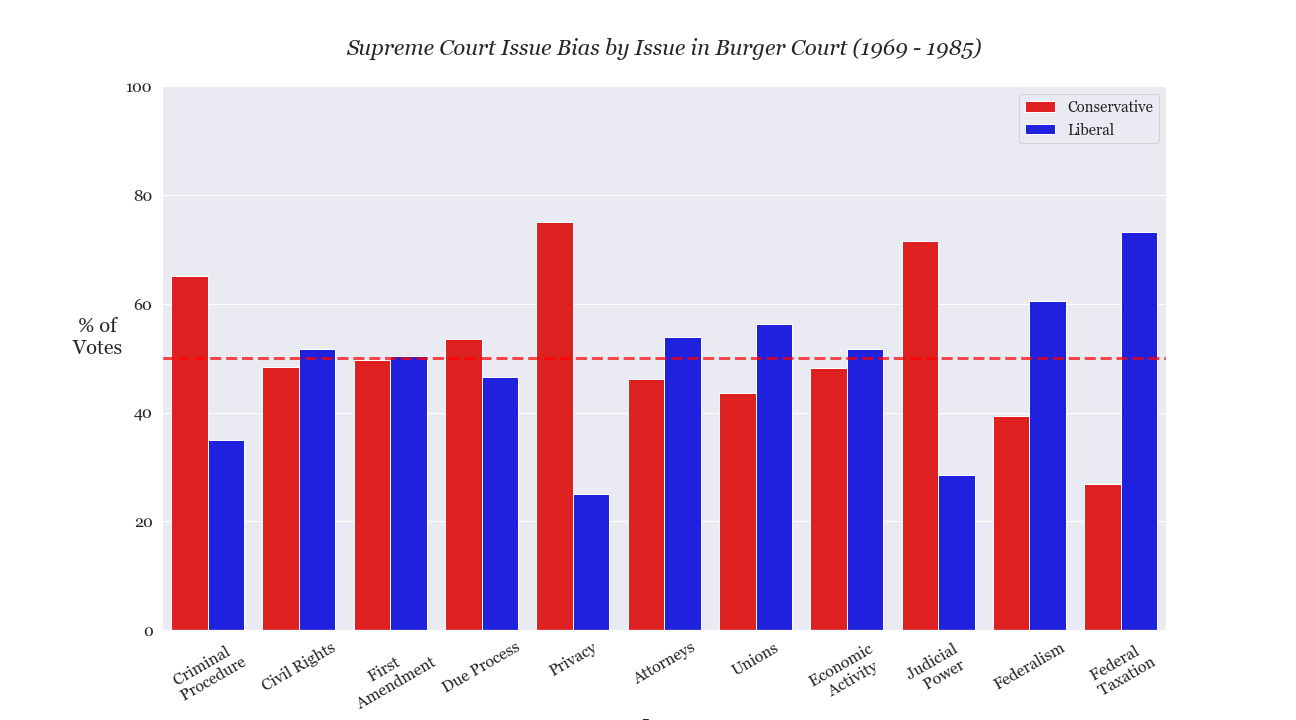 Supreme Court Issue Bias by Issue in Burger Court (1969 - 1985)
Conservative
Liberal
100
80
60
40
20
0
% of
Votes
Criminal
Procedure
Civil Rights
First
Amendment
Due Process
Privacy
Attorneys
Unions
Economic
Activity
Judicial
Power
Federalism
Federal
Taxation